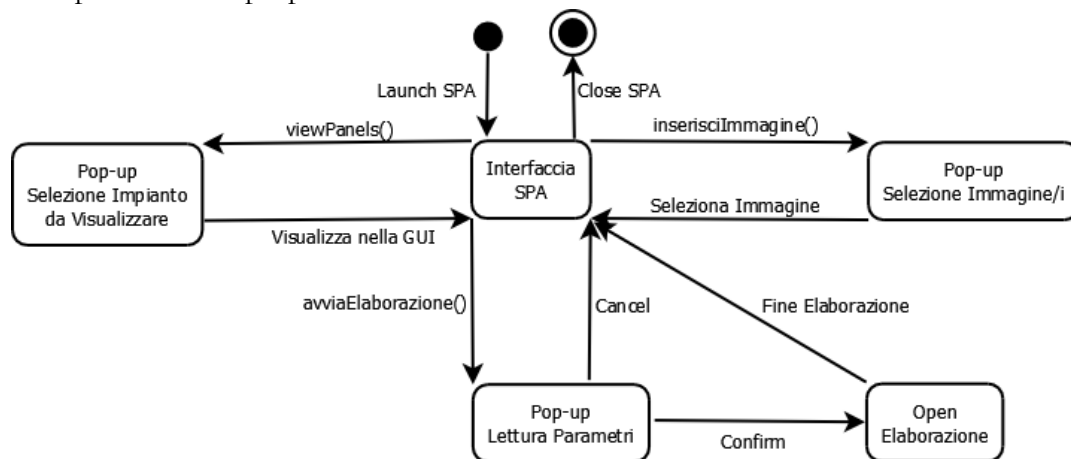 Launch SPA
Close SPA
viewPanels()
inserisciImmagine()
Pop-up
Selezione Impianto
da Visualizzare
Interfaccia
SPA
Pop-up
Selezione Immagine/i
Visualizza nella GUI
Seleziona Immagine
avviaElaborazione()
Cancel
Fine Elaborazione
Pop-up
Lettura Parametri
Confirm
Open
Elaborazione